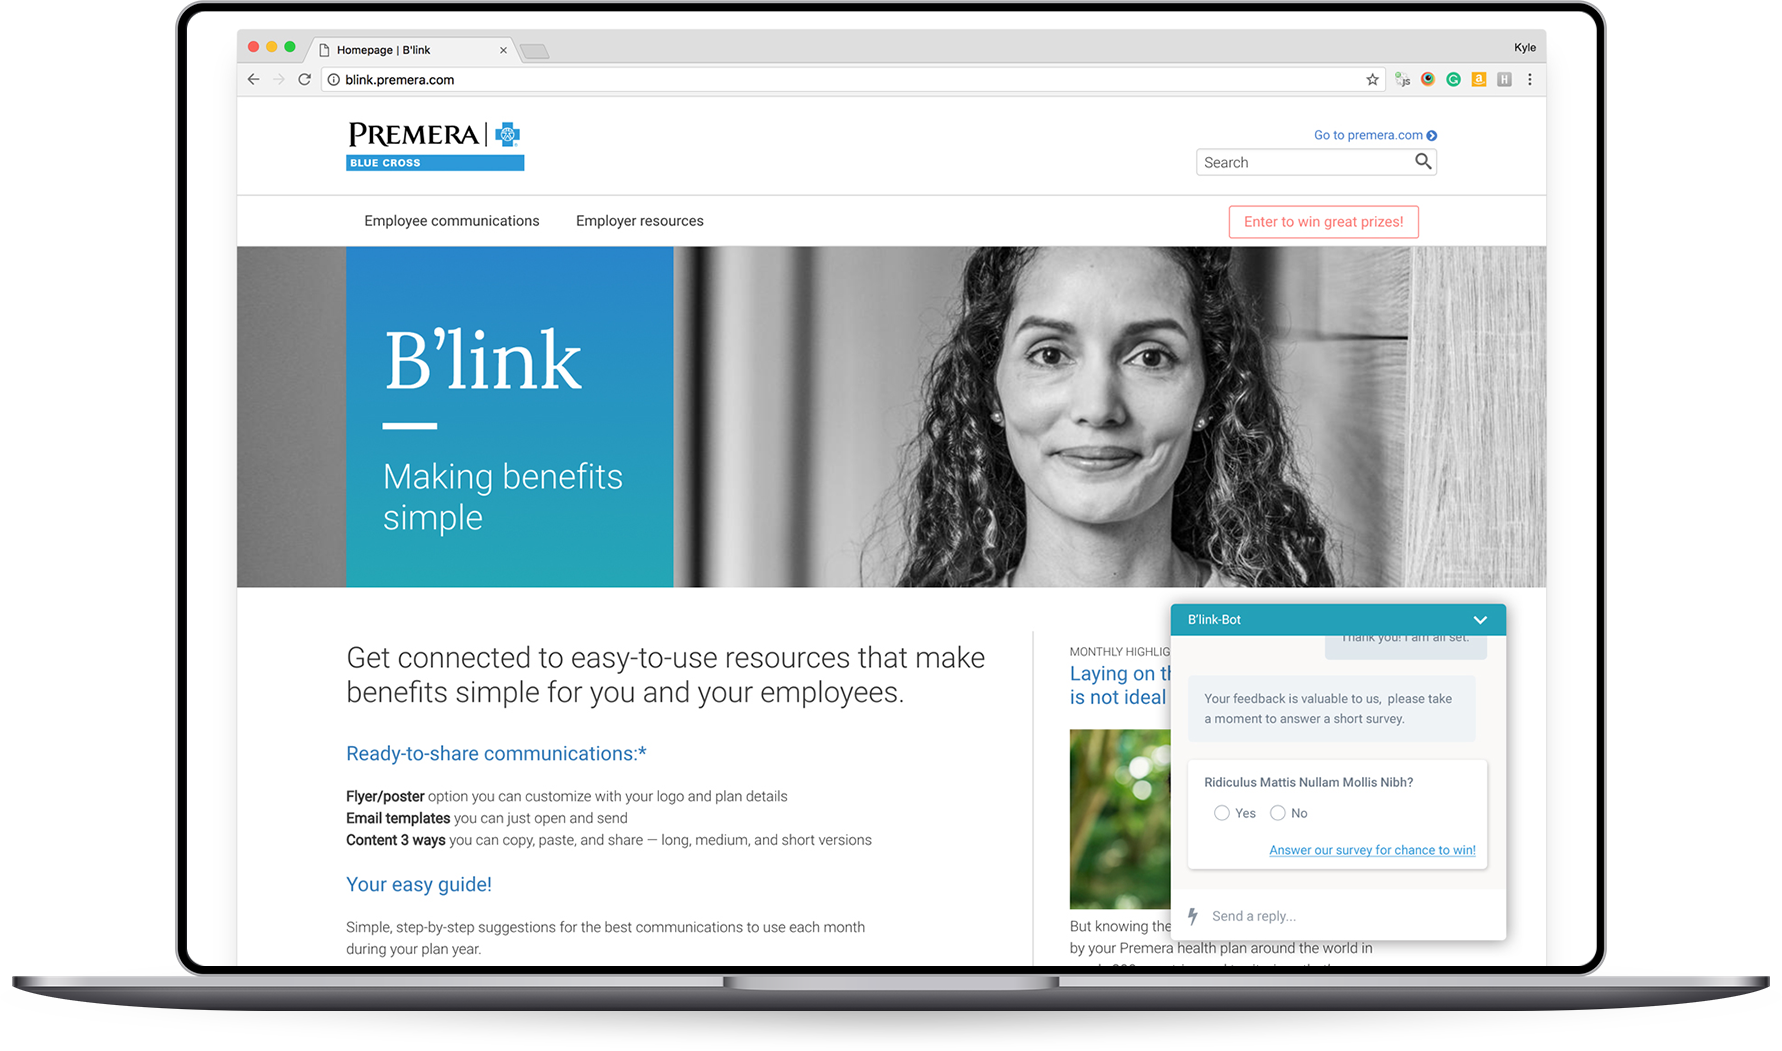 Homepage | B'link
Kyle
blink.premera.com
PREMERA
BLUE CROSS
Go to premera.com
Search
Employee communications
Employer resources
Enter to win great prizes!
B’link
Making benefits
simple
Get connected to easy-to-use resources that make
benefits simple for you and your employees.
Ready-to-share communications:*
Flyer/poster option you can customize with your logo and plan details
Email templates you can just open and send
Content 3 ways you can copy, paste, and share — long, medium, and short versions
Your easy guide!
Simple, step-by-step suggestions for the best communications to use each month
during your plan year.
MONTHLY
Laying on
is not ideal
But knowing the
by your Premera health plan around the world in
B'link-Bot
Thank you! I am all set.
Your feedback is valuable to us, please take
a moment to answer a short survey.
Ridiculus Mattis Nullam Mollis Nibh?
Yes No
Answer our survey for chance to win!
Send a reply...